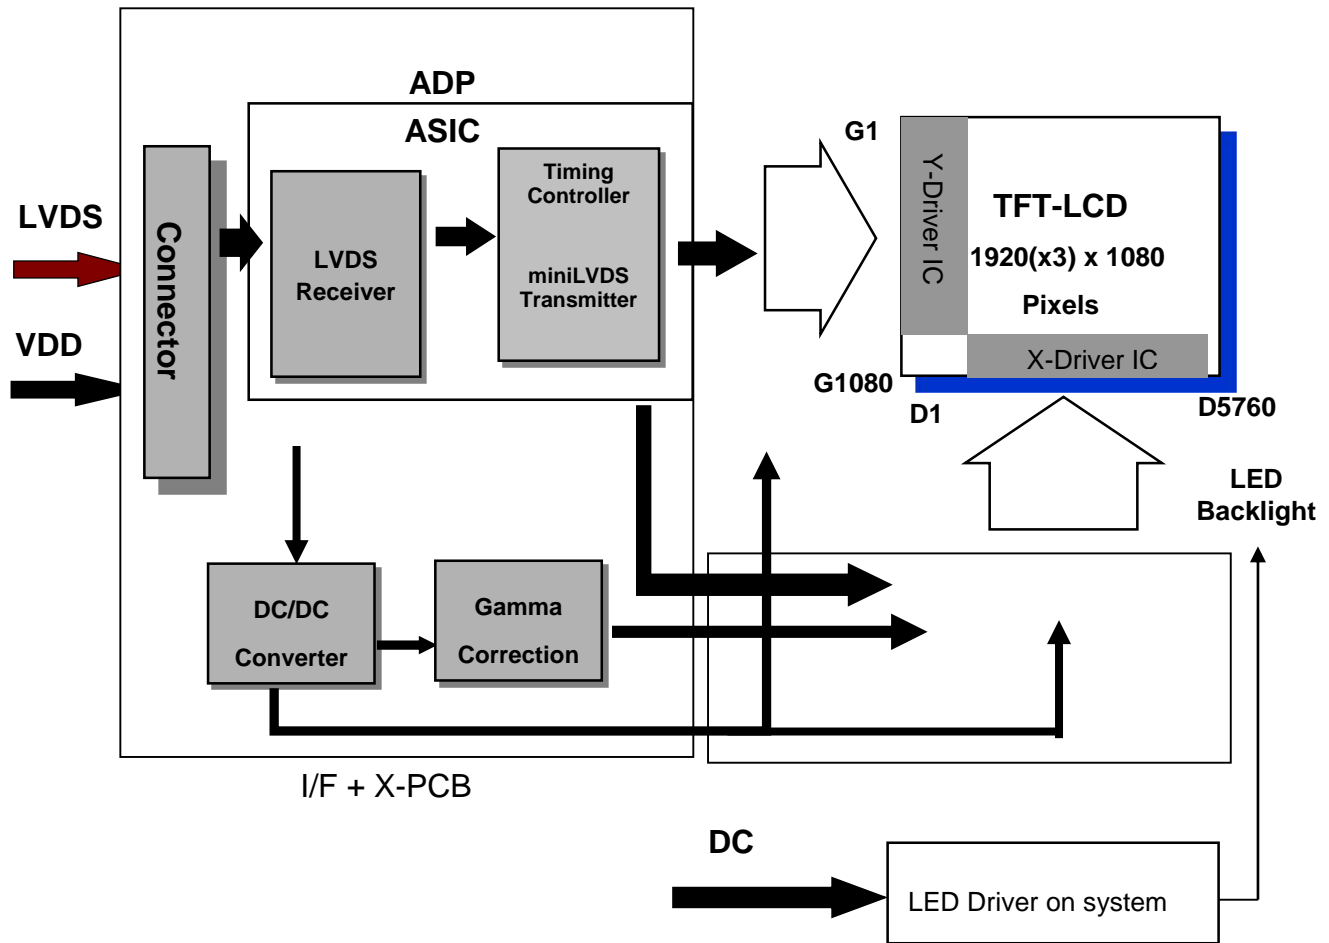 ADP
ASIC
LVDS
VDD
Connector
LVDS
Receiver
Timing
Controller
miniLVDS
Transmitter
G1
G1080
Y-Driver IC
TFT-LCD
1920(x3) x 1080
Pixels
X-Driver IC
D1
D5760
LED
Backlight
DC/DC
Converter
Gamma
Correction
I/F + X-PCB
DC
LED Driver on system